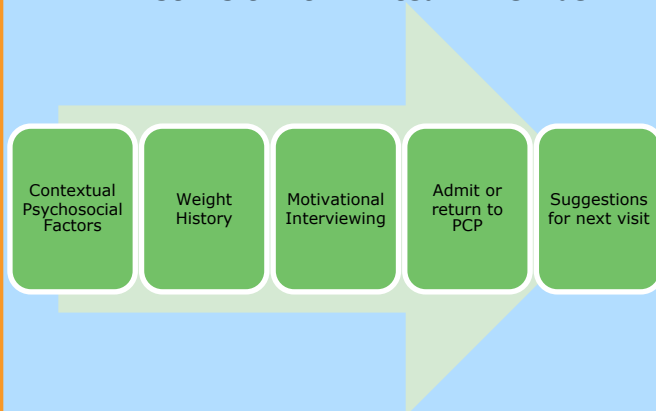 Contextual
Psychosocial
Factors
Weight
History
Motivational
Interviewing
Admit or
return to
PCP
Suggestions
for next visit